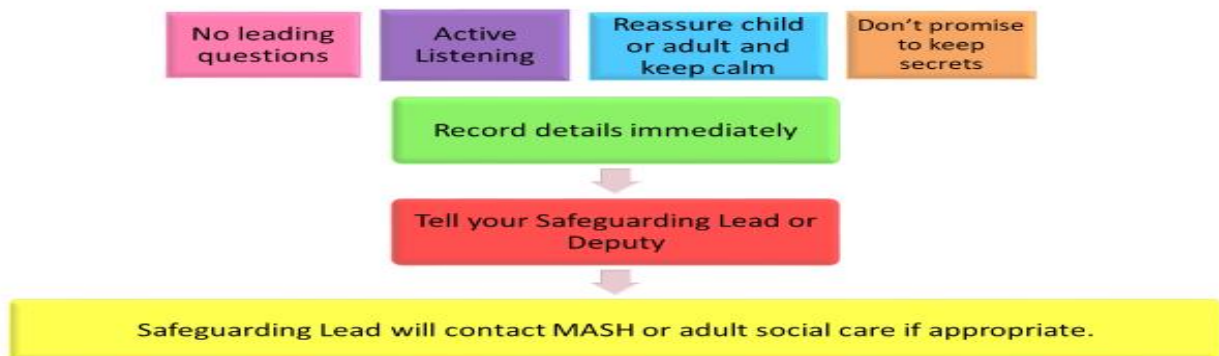 No leading
questions
Active
Listening
Reassure child
or adult and
keep calm
Don't promise
to keep
secrets
Record details immediately
Tell your Safeguarding Lead or
Deputy
Safeguarding Lead will contact MASH or adult social care if appropriate.